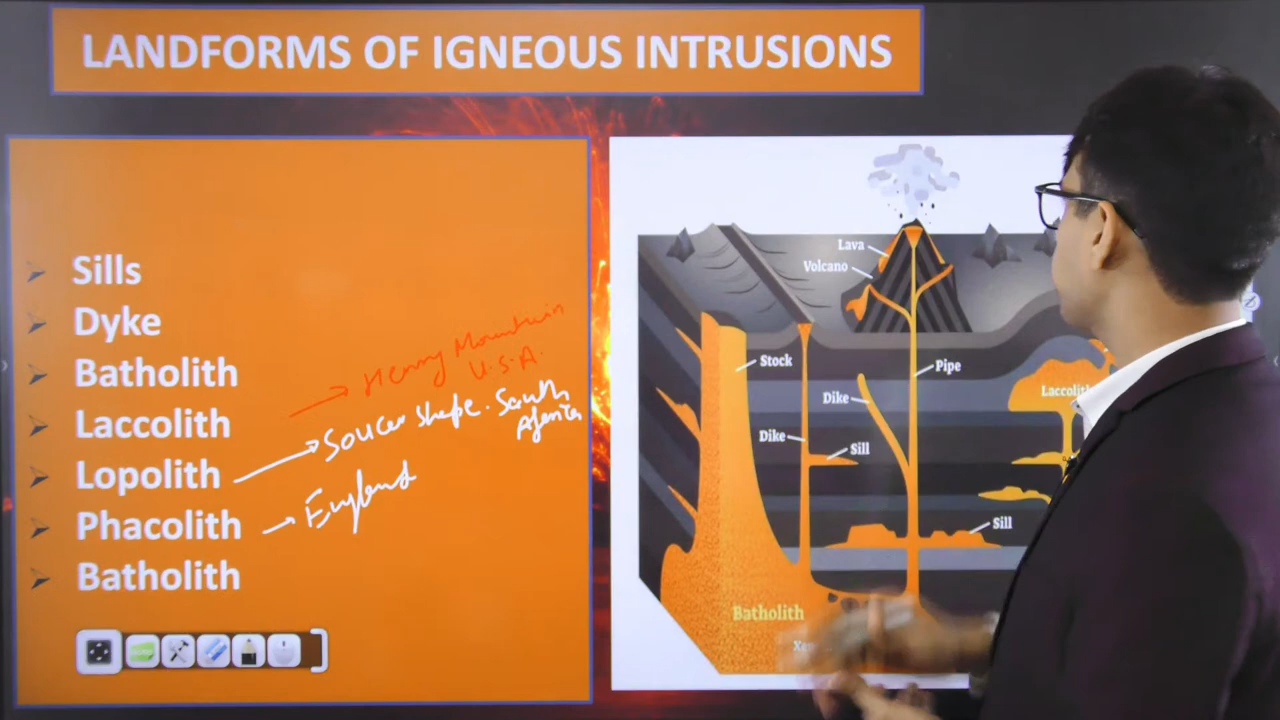 LANDFORMS OF IGNEOUS INTRUSIONS
Sills
Dyke
Batholith
Laccolith
Henry Mountain
U.S.A.
Lopolith
Soucer shape. South
Africa
Phacolith
England
Batholith
Lava
Volcano
Stock
Pipe
Dike
Laccolith
Dike
Sill
Sill
Batholith